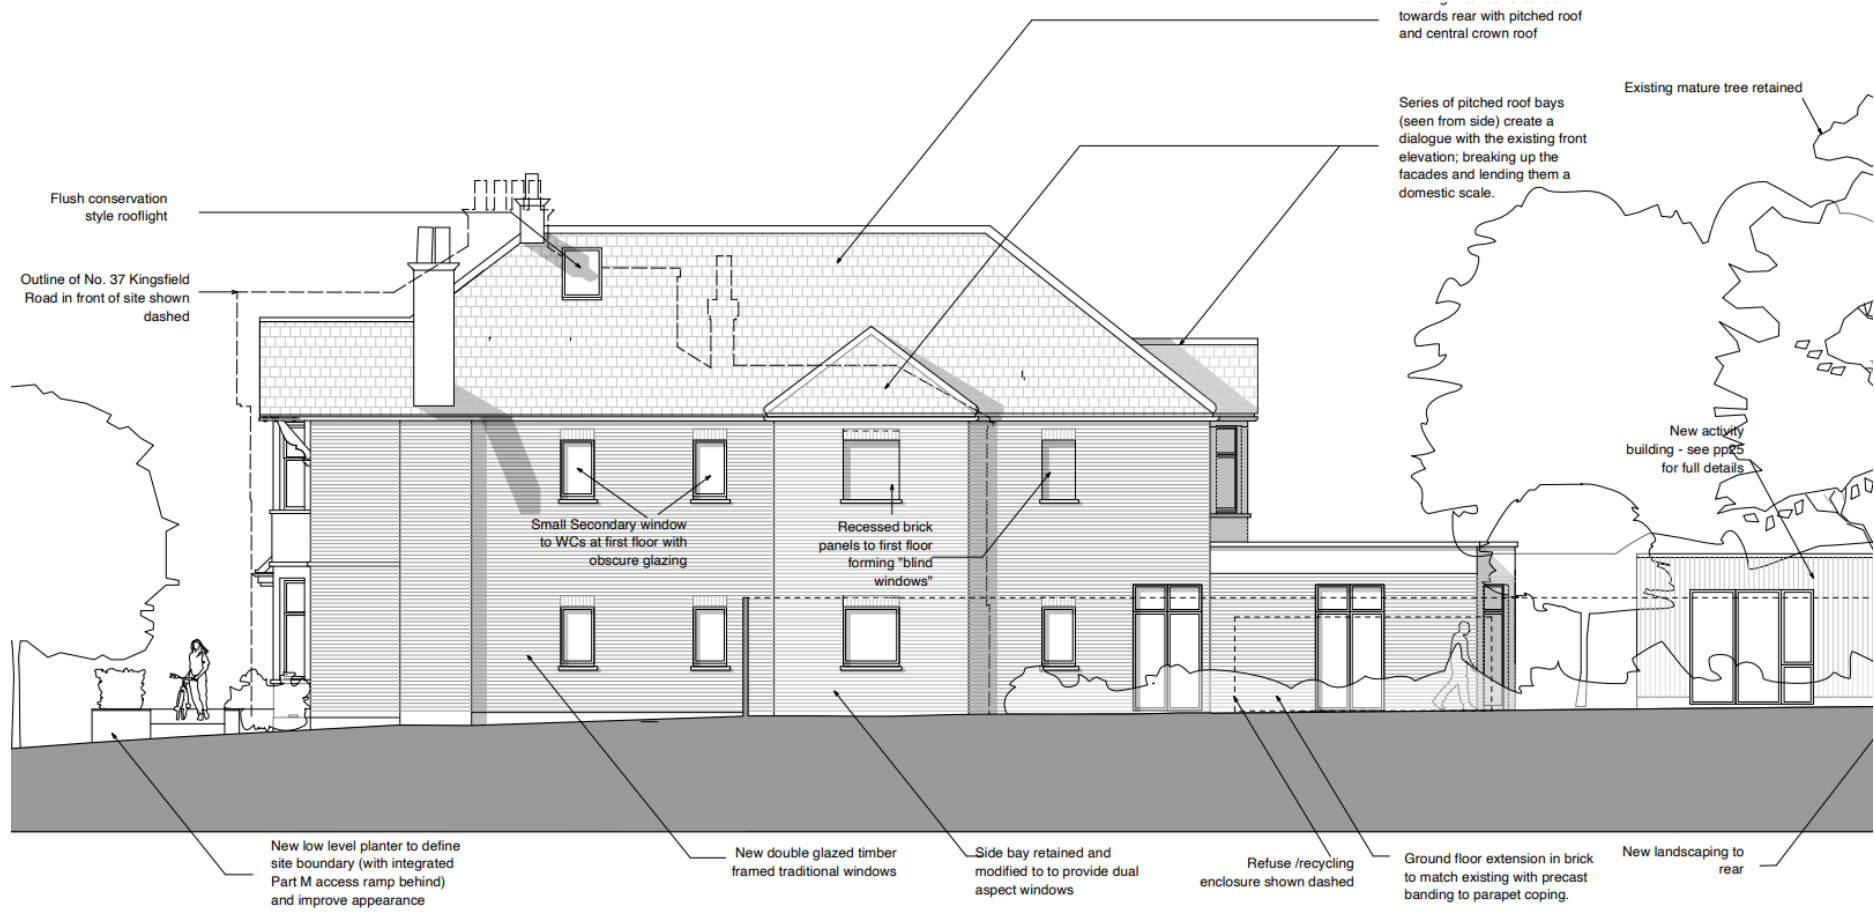 towards rear with pitched roof
and central crown roof
Existing mature tree retained
Series of pitched roof bays
(seen from side) create a
dialogue with the existing front
elevation; breaking up the
facades and lending them a
domestic scale.
Flush conservation
style rooflight
Outline of No. 37 Kingsfield
Road in front of site shown
dashed
New activity
building - see pp25
for full details
Small Secondary window
to WCs at first floor with
obscure glazing
Recessed brick
panels to first floor
forming "blind
windows"
New low level planter to define
site boundary (with integrated
Part M access ramp behind)
and improve appearance
New double glazed timber
framed traditional windows
Side bay retained and
modified to to provide dual
aspect windows
Refuse /recycling
enclosure shown dashed
Ground floor extension in brick
to match existing with precast
banding to parapet coping.
New landscaping to
rear